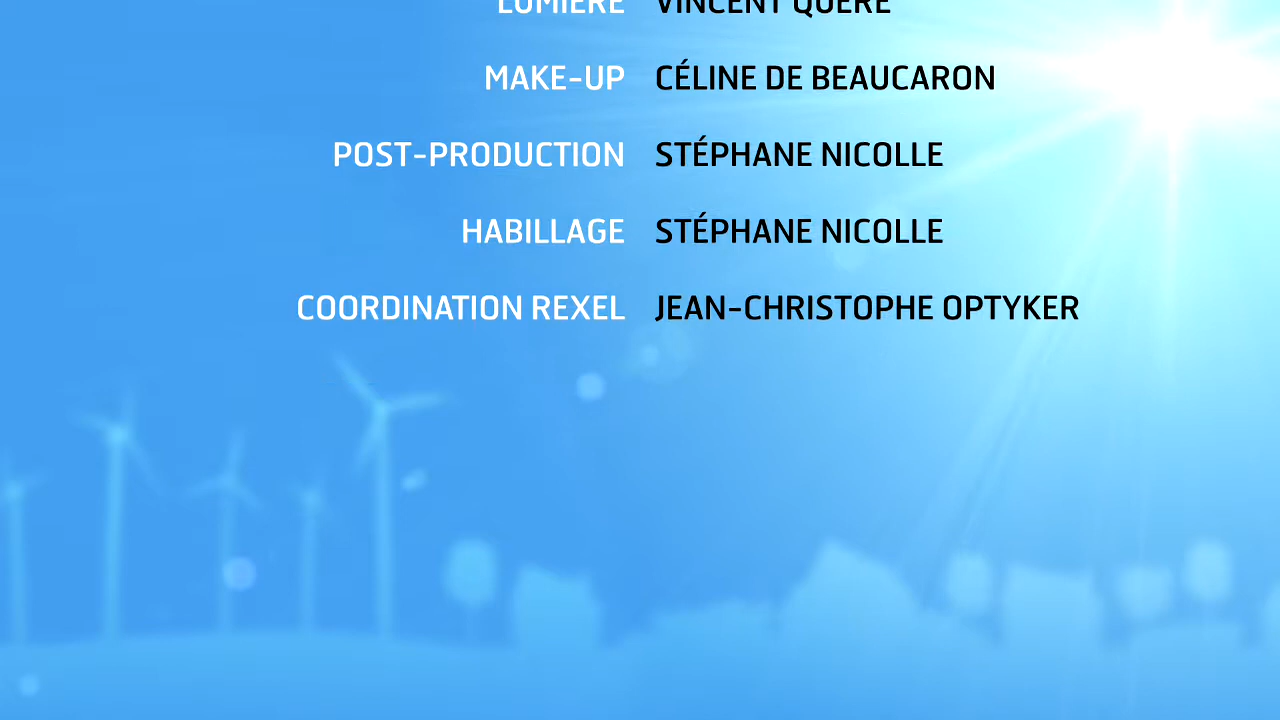 LUMIÈRE VINCENT QUÉRÉ
MAKE-UP CÉLINE DE BEAUCARON
POST-PRODUCTION STÉPHANE NICOLLE
HABILLAGE STÉPHANE NICOLLE
COORDINATION REXEL JEAN-CHRISTOPHE OPTYKER